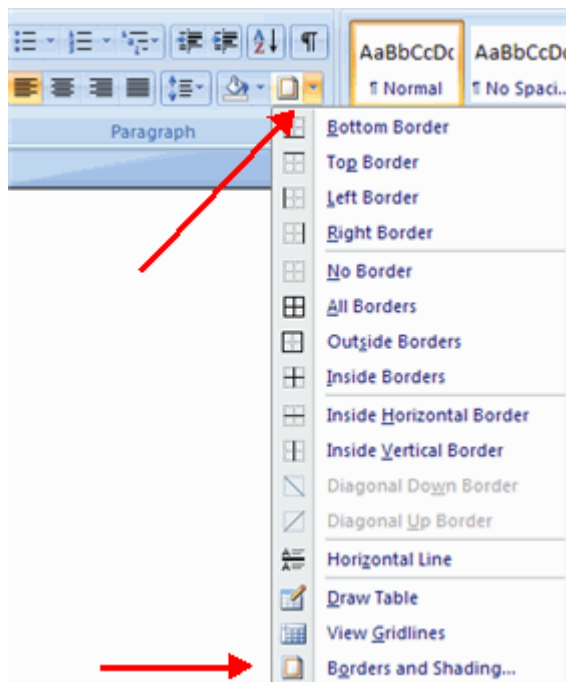 AaBbCcDc AaBbCcD
¶ Normal ¶ No Spaci...
Paragraph
Bottom Border
Top Border
Left Border
Right Border
No Border
All Borders
Outside Borders
Inside Borders
Inside Horizontal Border
Inside Vertical Border
Diagonal Down Border
Diagonal Up Border
Horizontal Line
Draw Table
View Gridlines
Borders and Shading...